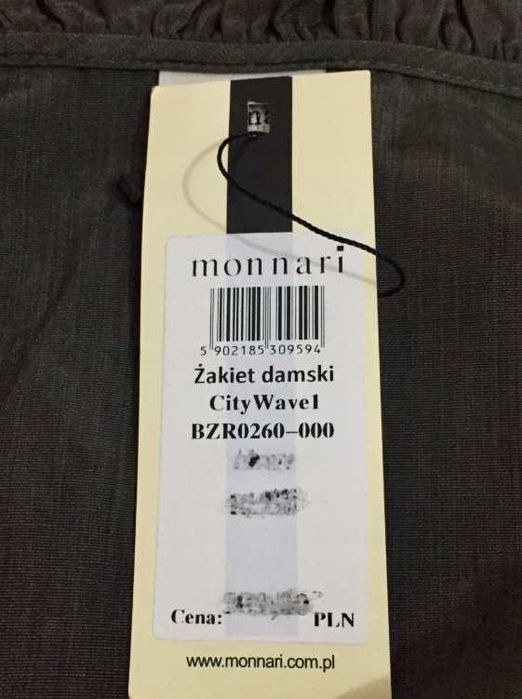 monnari
5 902185 309594
Żakiet damski
CityWave1
BZR0260-000
Cena: PLN
www.monnari.com.pl